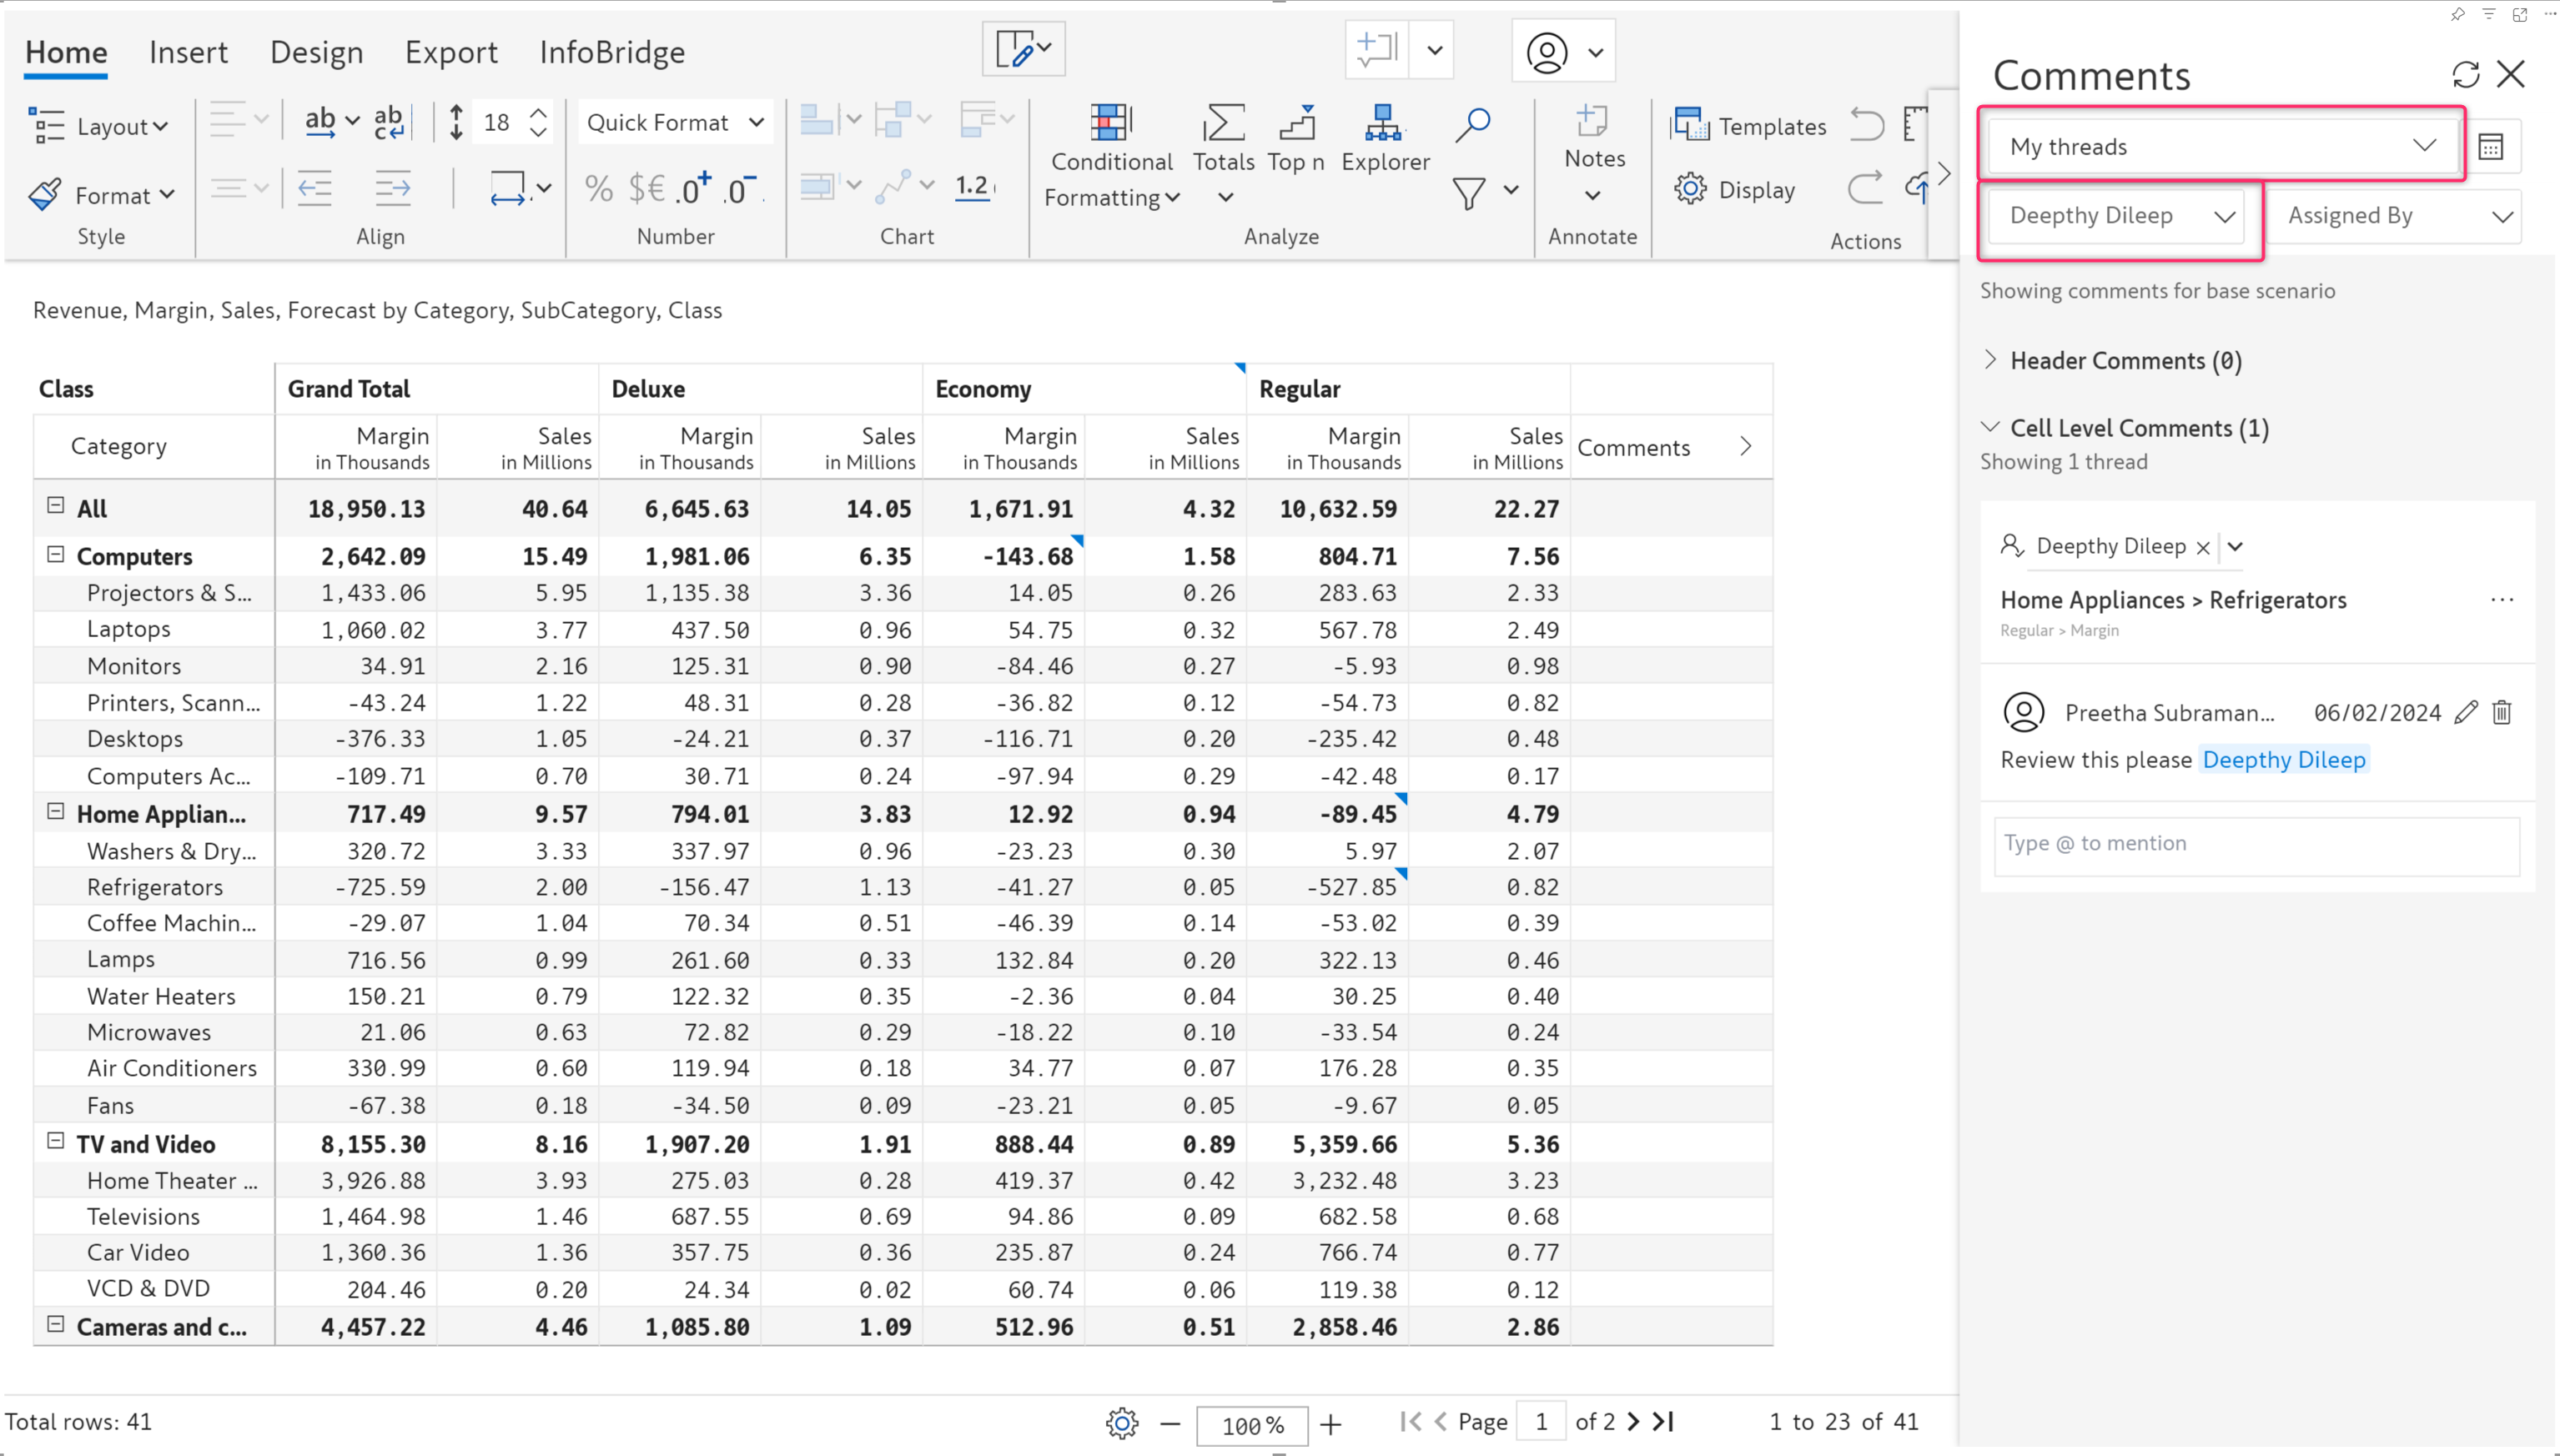 Home Insert Design Export InfoBridge
Layout
Format
Style
ab
ab
c
18
Align
Quick Format
% $€ .0+ .0-
Number
1.2
Chart
Conditional
Formatting
Totals
Top n
Explorer
Analyze
Notes
Annotate
Templates
Display
Actions
Revenue, Margin, Sales, Forecast by Category, SubCategory, Class
Class Grand Total Deluxe Economy Regular
Category Margin Sales Margin Sales Margin Sales Margin Sales Comments
in Thousands in Millions in Thousands in Millions in Thousands in Millions in Thousands in Millions
All 18,950.13 40.64 6,645.63 14.05 1,671.91 4.32 10,632.59 22.27
Computers 2,642.09 15.49 1,981.06 6.35 -143.68 1.58 804.71 7.56
Projectors & S... 1,433.06 5.95 1,135.38 3.36 14.05 0.26 283.63 2.33
Laptops 1,060.02 3.77 437.50 0.96 54.75 0.32 567.78 2.49
Monitors 34.91 2.16 125.31 0.90 -84.46 0.27 -5.93 0.98
Printers, Scann... -43.24 1.22 48.31 0.28 -36.82 0.12 -54.73 0.82
Desktops -376.33 1.05 -24.21 0.37 -116.71 0.20 -235.42 0.48
Computers Ac... -109.71 0.70 30.71 0.24 -97.94 0.29 -42.48 0.17
Home Applian... 717.49 9.57 794.01 3.83 12.92 0.94 -89.45 4.79
Washers & Dry... 320.72 3.33 337.97 0.96 -23.23 0.30 5.97 2.07
Refrigerators -725.59 2.00 -156.47 1.13 -41.27 0.05 -527.85 0.82
Coffee Machin... -29.07 1.04 70.34 0.51 -46.39 0.14 -53.02 0.39
Lamps 716.56 0.99 261.60 0.33 132.84 0.20 322.13 0.46
Water Heaters 150.21 0.79 122.32 0.35 -2.36 0.04 30.25 0.40
Microwaves 21.06 0.63 72.82 0.29 -18.22 0.10 -33.54 0.24
Air Conditioners 330.99 0.60 119.94 0.18 34.77 0.07 176.28 0.35
Fans -67.38 0.18 -34.50 0.09 -23.21 0.05 -9.67 0.05
TV and Video 8,155.30 8.16 1,907.20 1.91 888.44 0.89 5,359.66 5.36
Home Theater ... 3,926.88 3.93 275.03 0.28 419.37 0.42 3,232.48 3.23
Televisions 1,464.98 1.46 687.55 0.69 94.86 0.09 682.58 0.68
Car Video 1,360.36 1.36 357.75 0.36 235.87 0.24 766.74 0.77
VCD & DVD 204.46 0.20 24.34 0.02 60.74 0.06 119.38 0.12
Cameras and c... 4,457.22 4.46 1,085.80 1.09 512.96 0.51 2,858.46 2.86
Total rows: 41
100% Page 1 of 2 1 to 23 of 41
Comments
My threads
Deepthy Dileep Assigned By
Showing comments for base scenario
Header Comments (0)
Cell Level Comments (1)
Showing 1 thread
Deepthy Dileep
Home Appliances > Refrigerators
Regular > Margin
Preetha Subraman... 06/02/2024
Review this please Deepthy Dileep
Type @ to mention